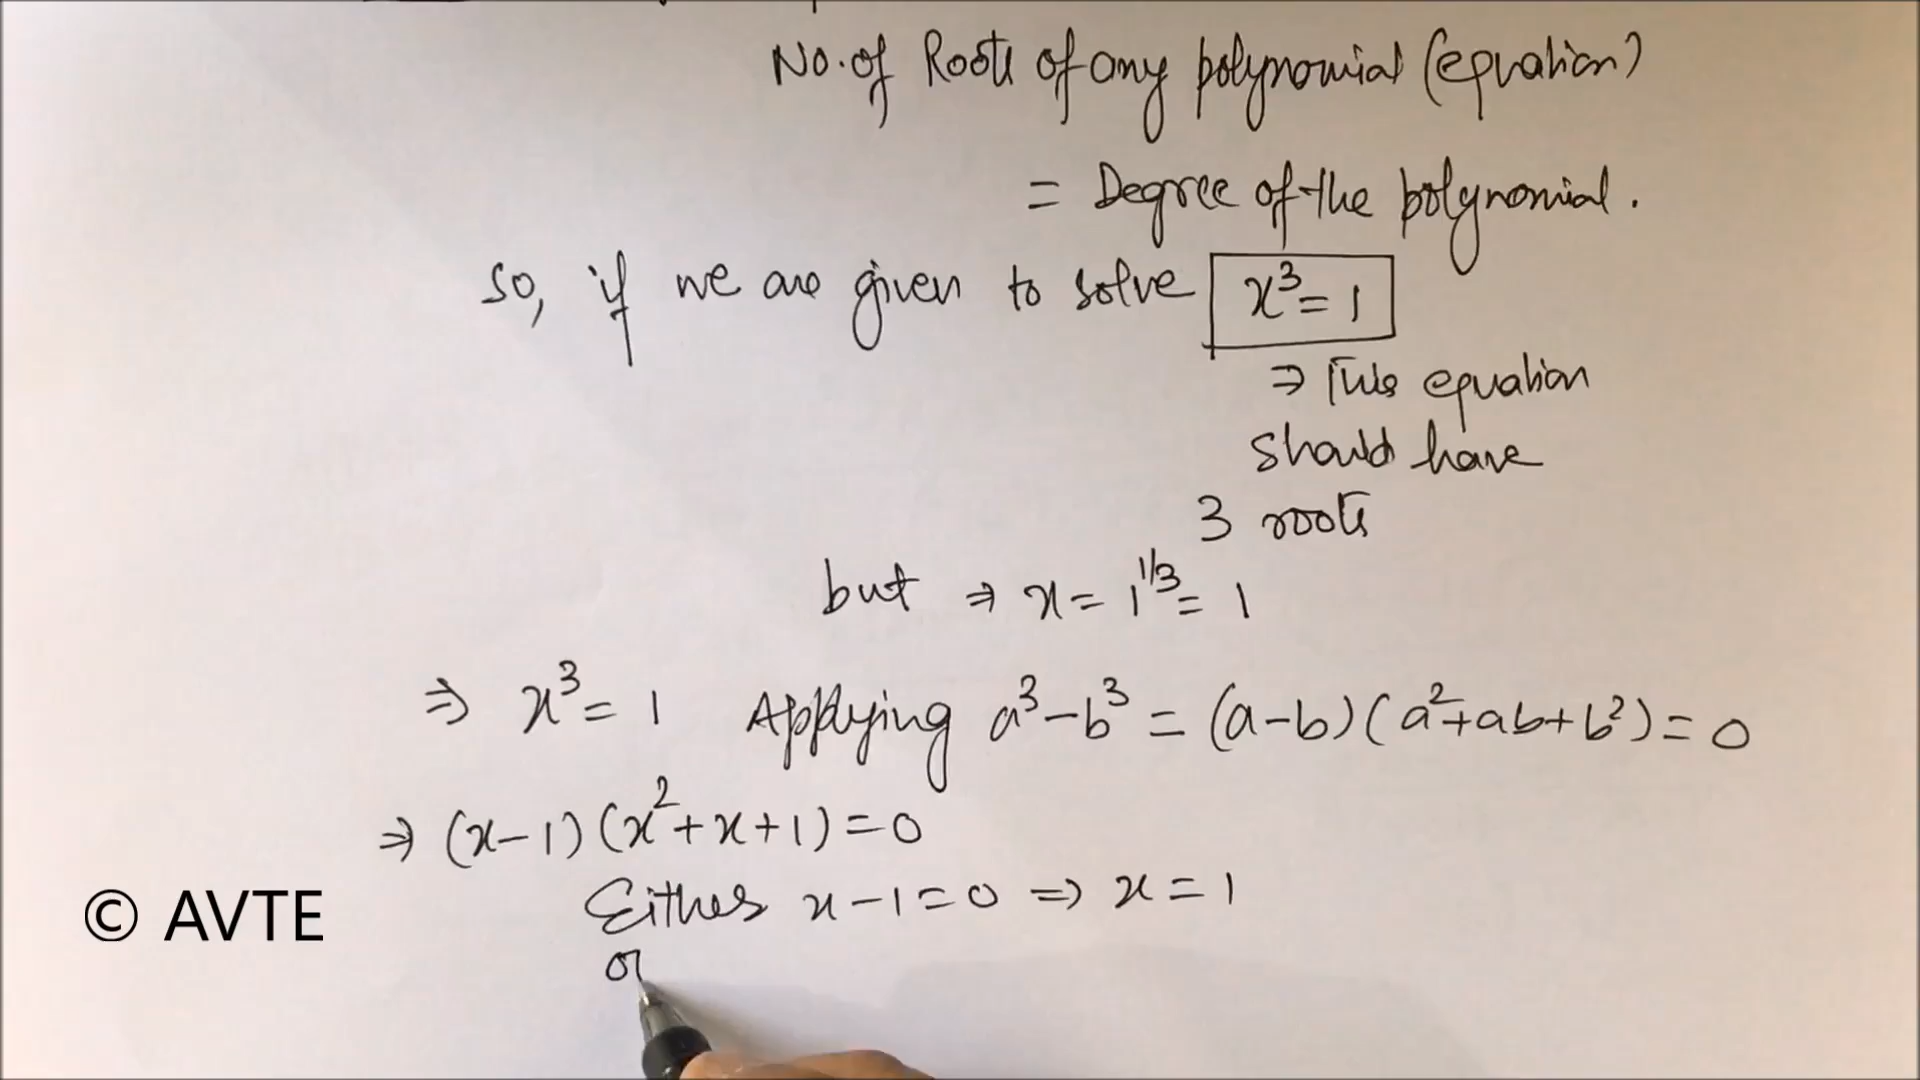 No. of Roots of any polynomial (equation)
= Degree of the polynomial.
So, if we are given to solve x³ = 1
⇒ This equation
should have
3 roots
but ⇒ x = 1^1/3 = 1
⇒ x³ = 1 Applying a³ - b³ = (a-b)(a²+ab+b²) = 0
⇒ (x-1)(x²+x+1) = 0
Either x-1=0 ⇒ x = 1
or
© AVTE